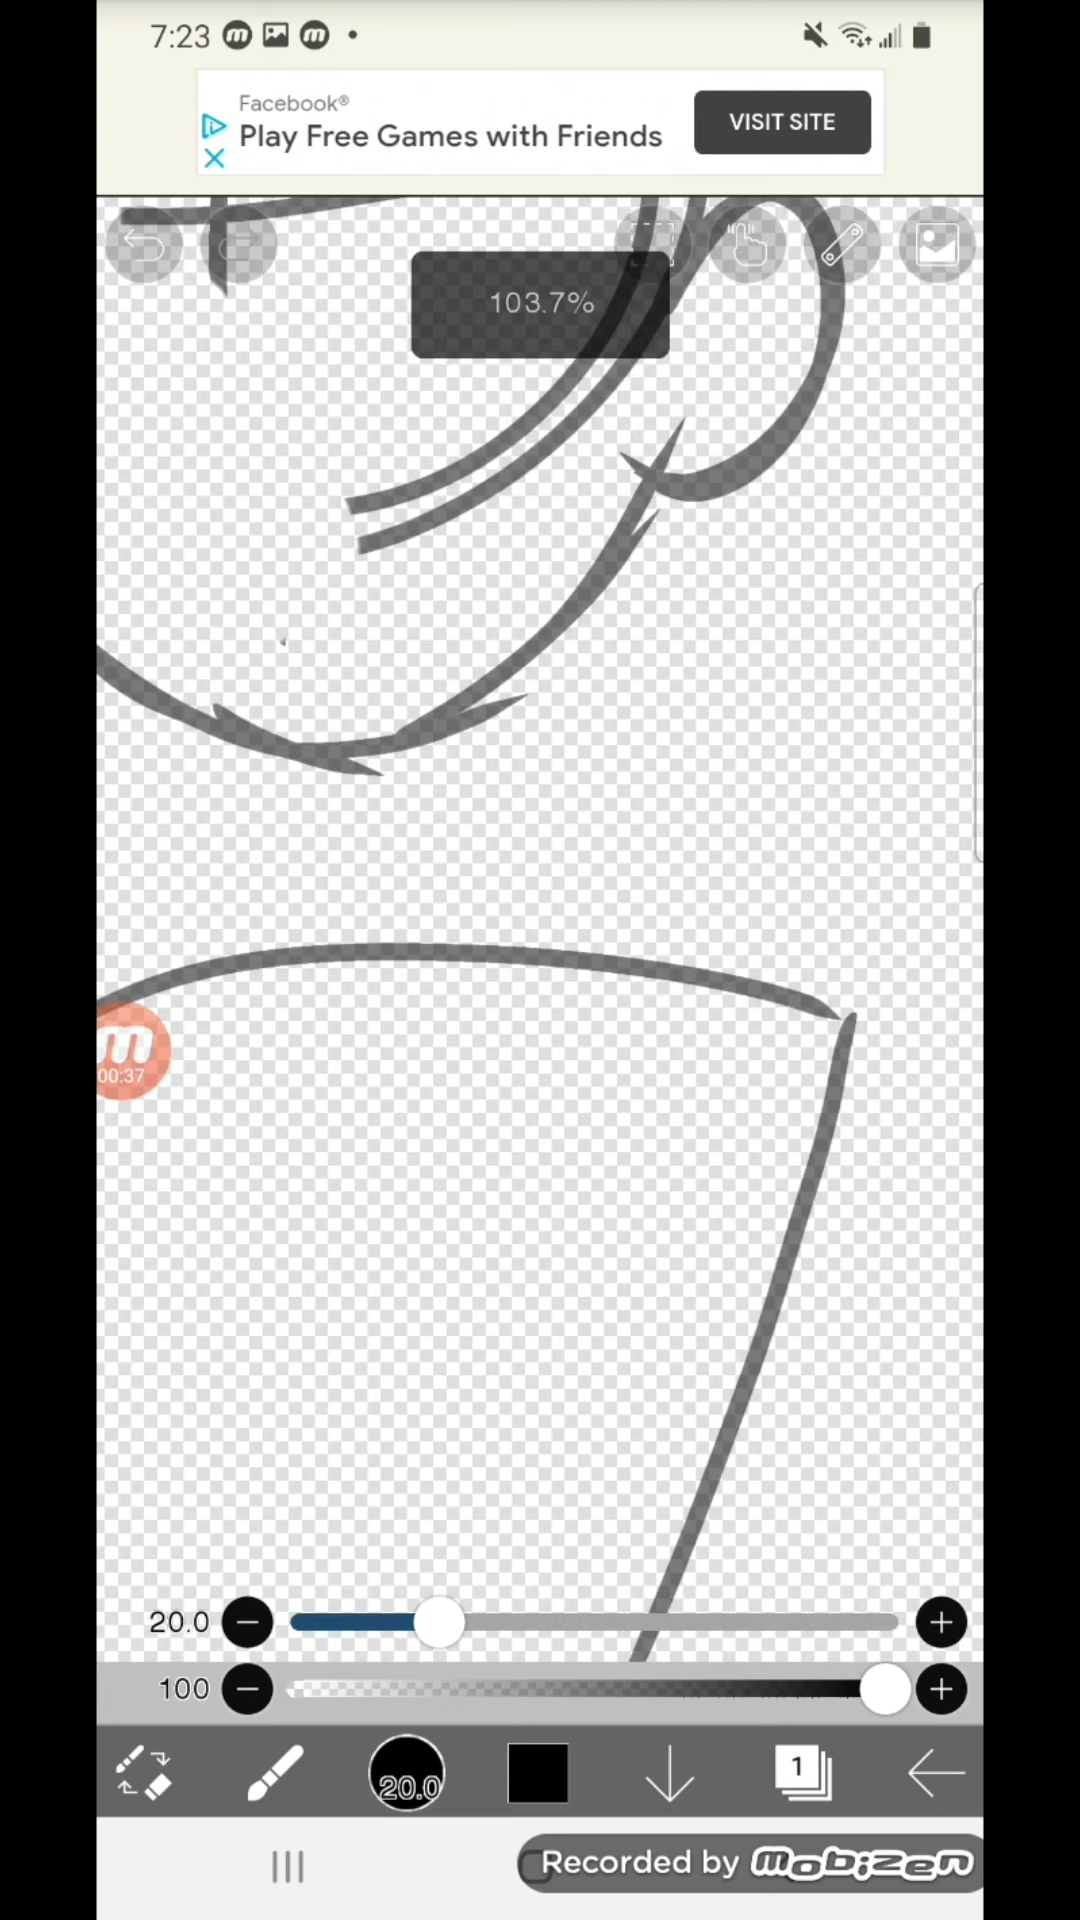 7:23
Facebook®
Play Free Games with Friends
VISIT SITE
103.7%
m
00:37
20.0
100
20.0
1
Recorded by mobizen